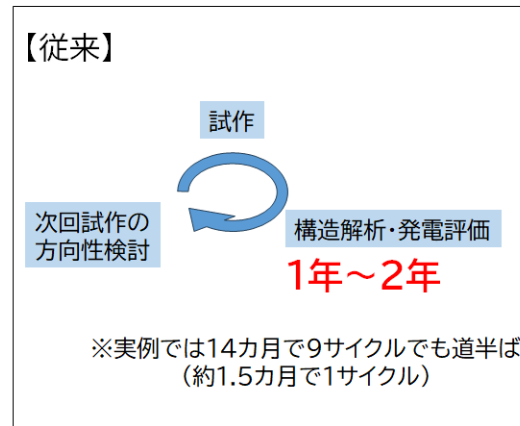 【従来】
試作
次回試作の
方向性検討
構造解析・発電評価
1年～2年
※実例では14カ月で9サイクルでも道半ば
(約1.5カ月で1サイクル)